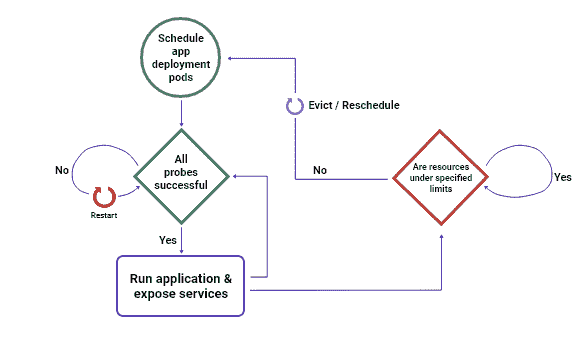 Schedule
app
deployment
pods
Evict / Reschedule
All
probes
successful
No
Restart
Yes
Run application &
expose services
No
Are resources
under specified
limits
Yes